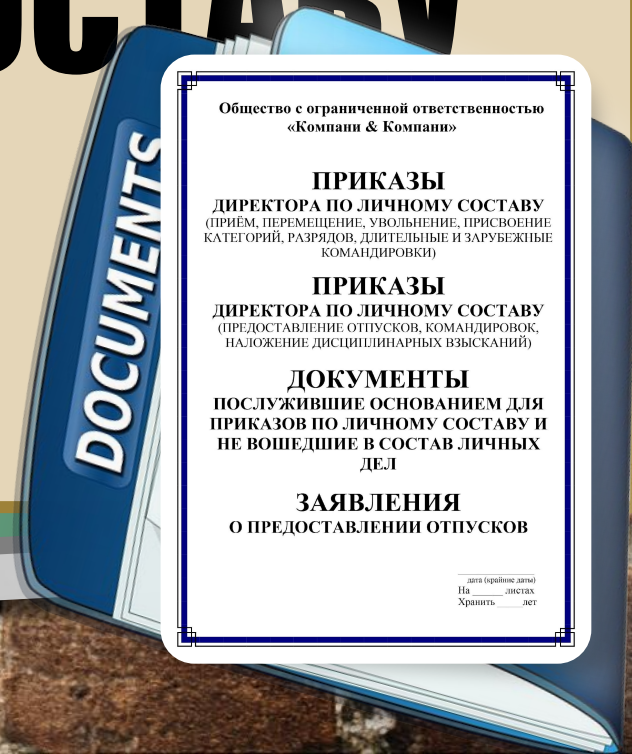 ОСТАВУ
DOCUMENTS
Общество с ограниченной ответственностью
«Компани & Компани»
ПРИКАЗЫ
ДИРЕКТОРА ПО ЛИЧНОМУ СОСТАВУ
(ПРИЁМ, ПЕРЕМЕЩЕНИЕ, УВОЛЬНЕНИЕ, ПРИСВОЕНИЕ
КАТЕГОРИЙ, РАЗРЯДОВ, ДЛИТЕЛЬНЫЕ И ЗАРУБЕЖНЫЕ
КОМАНДИРОВКИ)
ПРИКАЗЫ
ДИРЕКТОРА ПО ЛИЧНОМУ СОСТАВУ
(ПРЕДОСТАВЛЕНИЕ ОТПУСКОВ, КОМАНДИРОВОК,
НАЛОЖЕНИЕ ДИСЦИПЛИНАРНЫХ ВЗЫСКАНИЙ)
ДОКУМЕНТЫ
ПОСЛУЖИВШИЕ ОСНОВАНИЕМ ДЛЯ
ПРИКАЗОВ ПО ЛИЧНОМУ СОСТАВУ И
НЕ ВОШЕДШИЕ В СОСТАВ ЛИЧНЫХ
ДЕЛ
ЗАЯВЛЕНИЯ
О ПРЕДОСТАВЛЕНИИ ОТПУСКОВ
дата (крайние даты)
На ______ листах
Хранить _____лет